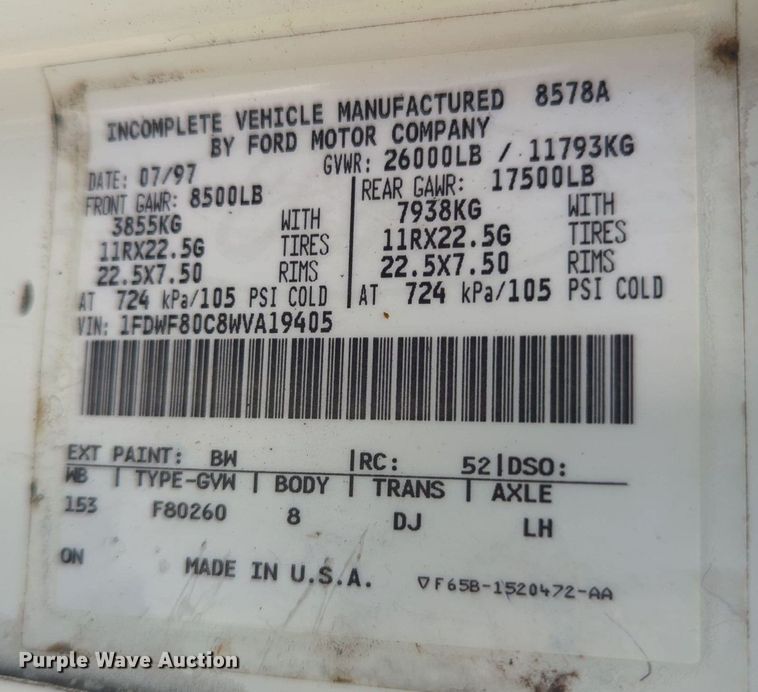 INCOMPLETE VEHICLE MANUFACTURED 8578A
BY FORD MOTOR COMPANY
DATE: 07/97 GVWR: 26000LB / 11793KG
FRONT GAWR: 8500LB REAR GAWR: 17500LB
3855KG WITH 7938KG WITH
11RX22.5G TIRES 11RX22.5G TIRES
22.5X7.50 RIMS 22.5X7.50 RIMS
AT 724 kPa/105 PSI COLD AT 724 kPa/105 PSI COLD
VIN: 1FDWF80C8WVA19405
EXT PAINT: BW RC: 52 DSO:
WB TYPE-GVW BODY TRANS AXLE
153 F80260 8 DJ LH
ON MADE IN U.S.A. F65B-1520472-AA
Purple Wave Auction